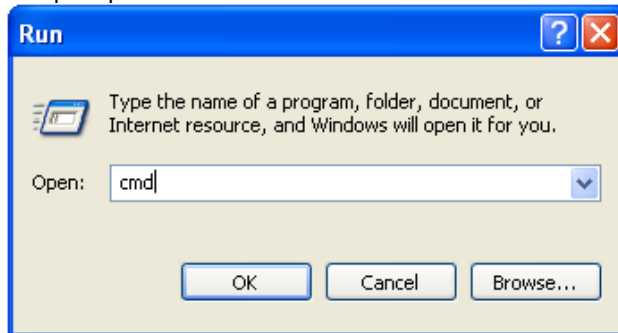 Run
Type the name of a program, folder, document, or
Internet resource, and Windows will open it for you.
Open: cmd
OK Cancel Browse...